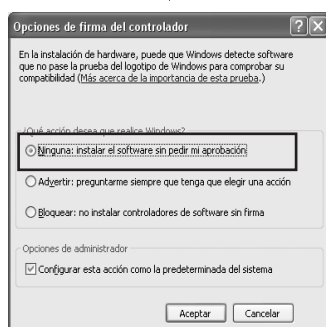 Opciones de firma del controlador
En la instalación de hardware, puede que Windows detecte software
que no pase la prueba del logotipo de Windows para comprobar su
compatibilidad (Más acerca de la importancia de esta prueba.)
¿Qué acción desea que realice Windows?
Ninguna: instalar el software sin pedir mi aprobación
Advertir: preguntarme siempre que tenga que elegir una acción
Bloquear: no instalar controladores de software sin firma
Opciones de administrador
Configurar esta acción como la predeterminada del sistema
Aceptar
Cancelar